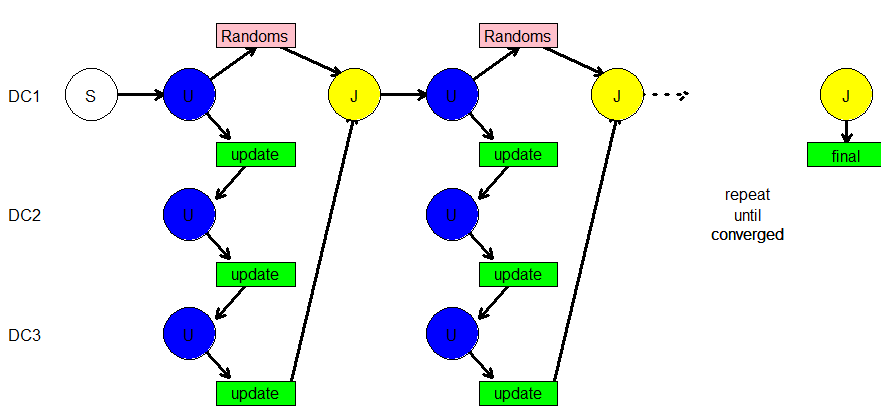 Randoms
Randoms
DC1
S
U
J
U
J
J
update
update
final
DC2
U
U
repeat
until
converged
update
update
DC3
U
U
update
update